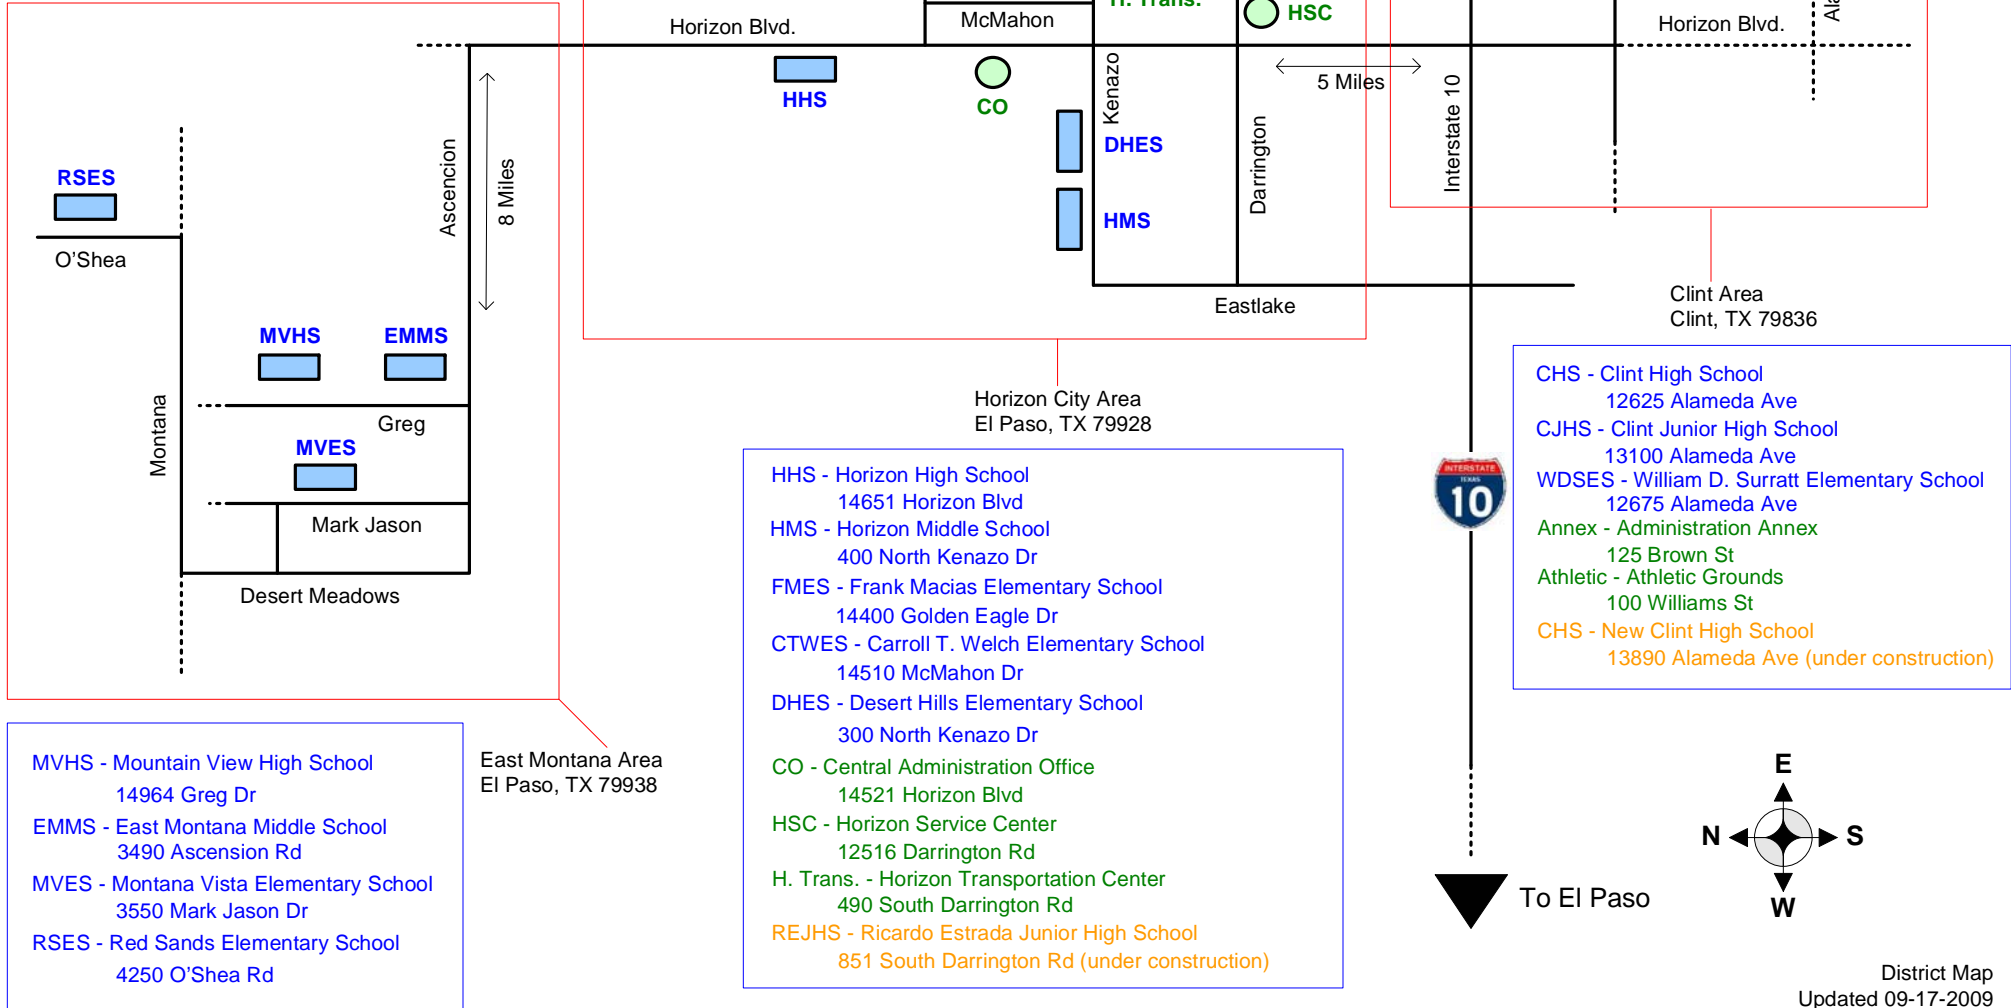 H. Trans.
HSC
McMahon
Horizon Blvd.
Horizon Blvd.
HHS
CO
Kenazo
5 Miles
Interstate 10
DHES
Darrington
HMS
Ascencion
8 Miles
RSES
O'Shea
Eastlake
Clint Area
Clint, TX 79836
MVHS
EMMS
Greg
Montana
MVES
Mark Jason
Desert Meadows
Horizon City Area
El Paso, TX 79928
CHS - Clint High School
12625 Alameda Ave
CJHS - Clint Junior High School
13100 Alameda Ave
WDSES - William D. Surratt Elementary School
12675 Alameda Ave
Annex - Administration Annex
125 Brown St
Athletic - Athletic Grounds
100 Williams St
CHS - New Clint High School
13890 Alameda Ave (under construction)
INTERSTATE
TEXAS
10
HHS - Horizon High School
14651 Horizon Blvd
HMS - Horizon Middle School
400 North Kenazo Dr
FMES - Frank Macias Elementary School
14400 Golden Eagle Dr
CTWES - Carroll T. Welch Elementary School
14510 McMahon Dr
DHES - Desert Hills Elementary School
300 North Kenazo Dr
CO - Central Administration Office
14521 Horizon Blvd
HSC - Horizon Service Center
12516 Darrington Rd
H. Trans. - Horizon Transportation Center
490 South Darrington Rd
REJHS - Ricardo Estrada Junior High School
851 South Darrington Rd (under construction)
East Montana Area
El Paso, TX 79938
MVHS - Mountain View High School
14964 Greg Dr
EMMS - East Montana Middle School
3490 Ascension Rd
MVES - Montana Vista Elementary School
3550 Mark Jason Dr
RSES - Red Sands Elementary School
4250 O'Shea Rd
E
N
S
W
To El Paso
District Map
Updated 09-17-2009